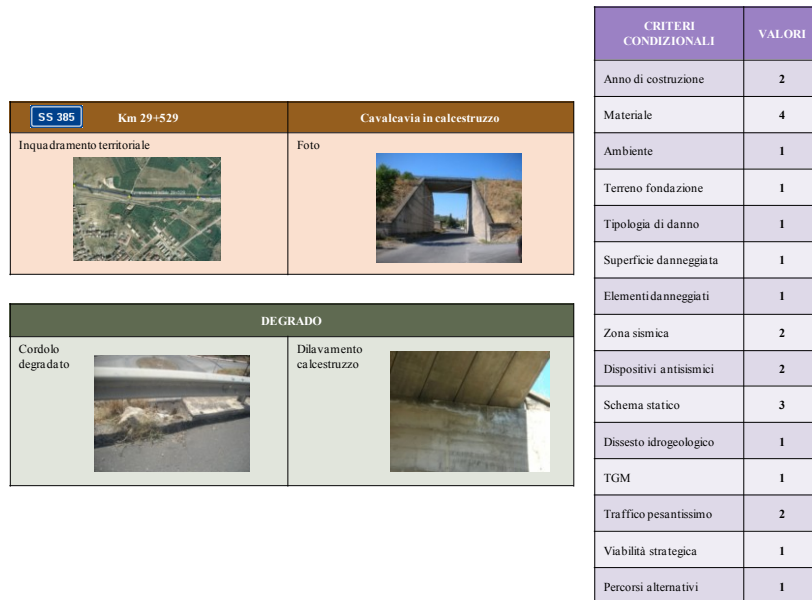 SS 385
Km 29+529
Cavalcavia in calcestruzzo
Inquadramento territoriale
Foto
DEGRADO
Cordolo
degradato
Dilavamento
calcestruzzo
CRITERI
CONDIZIONALI
VALORI
Anno di costruzione 2
Materiale 4
Ambiente 1
Terreno fondazione 1
Tipologia di danno 1
Superficie danneggiata 1
Elementi danneggiati 1
Zona sismica 2
Dispositivi antisismici 2
Schema statico 3
Dissesto idrogeologico 1
TGM 1
Traffico pesantissimo 2
Viabilità strategica 1
Percorsi alternativi 1